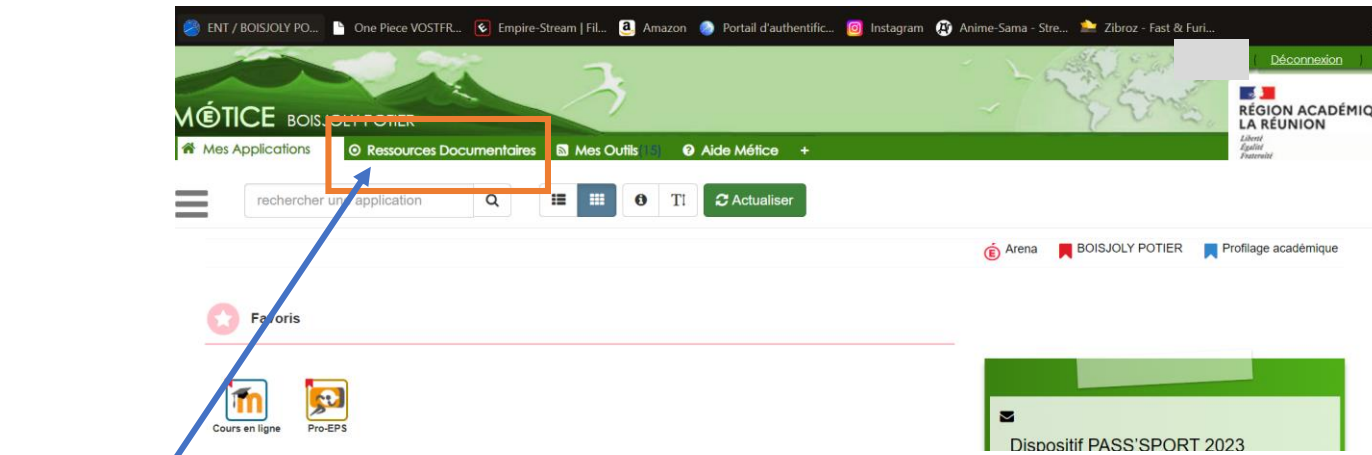 ENT / BOISJOLY PO... One Piece VOSTFR... Empire-Stream | Fil... Amazon Portail d'authentific... Instagram Anime-Sama - Stre... Zibroz - Fast & Furi...
( Déconnexion )
MÉTICE BOISJOLY POTIER
RÉGION ACADÉMIQ
LA RÉUNION
Liberté
Égalité
Fraternité
Mes Applications Ressources Documentaires Mes Outils(15) Aide Métice +
rechercher une application T! Actualiser
Arena BOISJOLY POTIER Profilage académique
Favoris
Cours en ligne Pro-EPS
Dispositif PASS'SPORT 2023